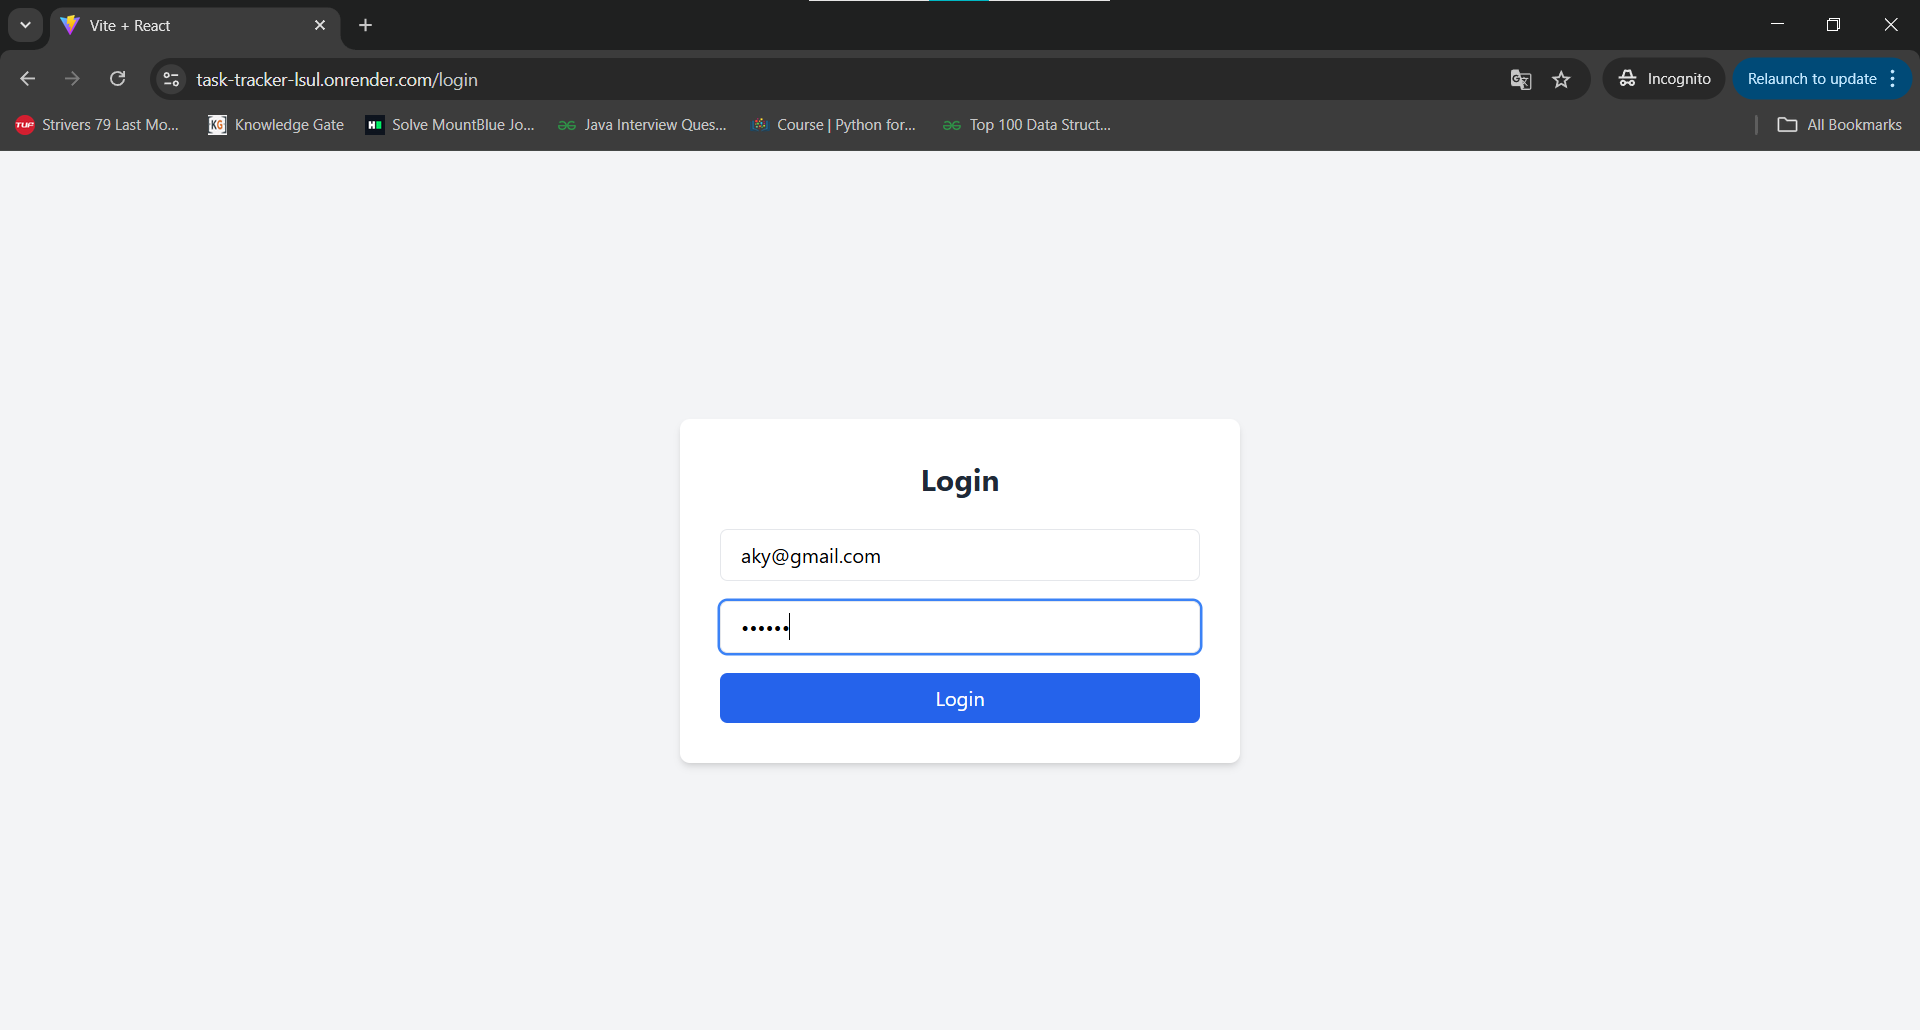 Vite + React
task-tracker-lsul.onrender.com/login
Incognito
Relaunch to update
TUF Strivers 79 Last Mo...
KG Knowledge Gate
H Solve MountBlue Jo...
Java Interview Ques...
Course | Python for...
Top 100 Data Struct...
All Bookmarks
Login
aky@gmail.com
••••••
Login